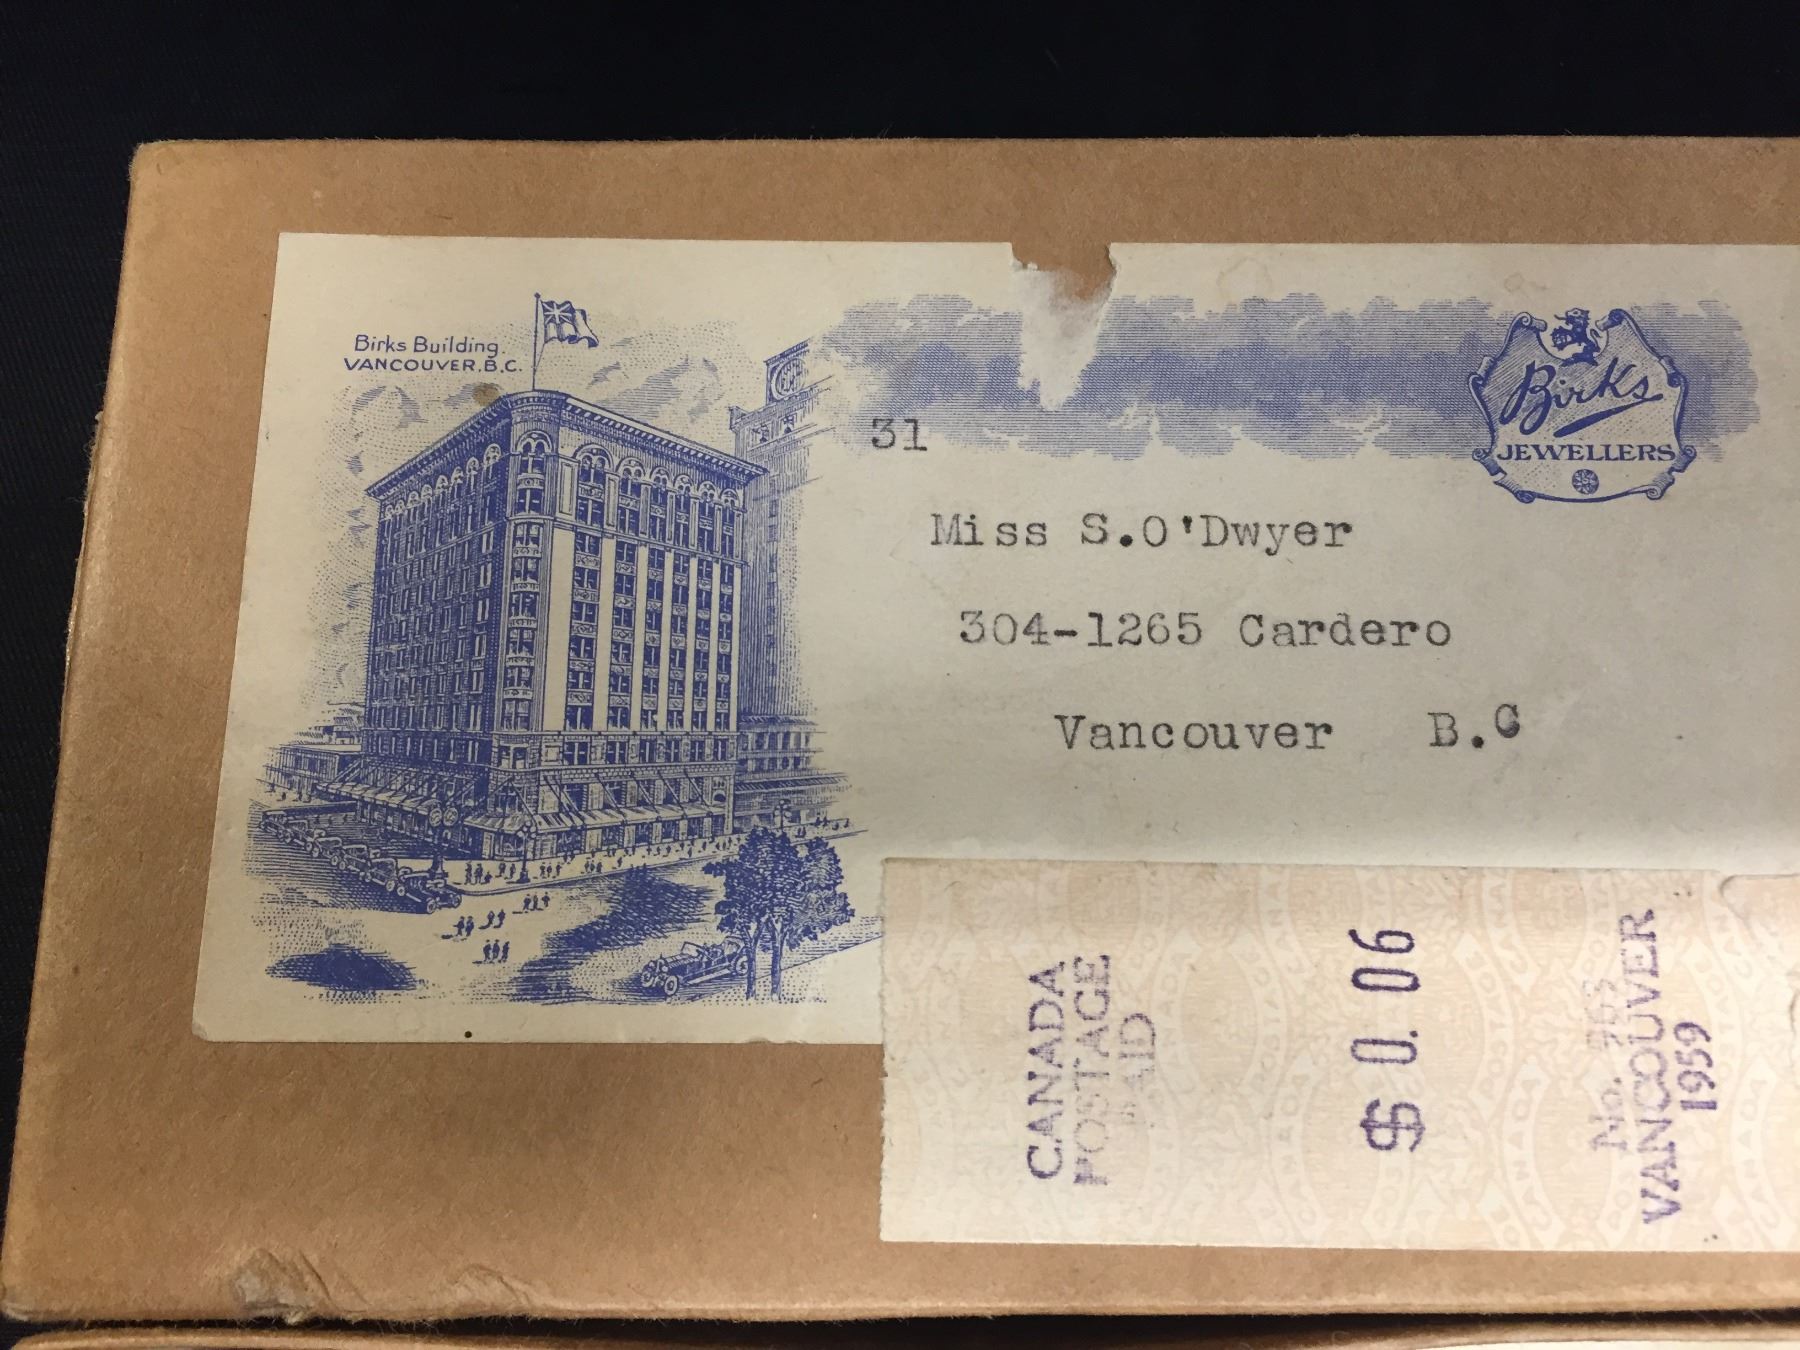 Birks Building.
VANCOUVER. B.C.
Birks
JEWELLERS
31
Miss S.O'Dwyer
304-1265 Cardero
Vancouver B.C
CANADA
POSTAGE
PAID
$0.06
No.
VANCOUVER
1959